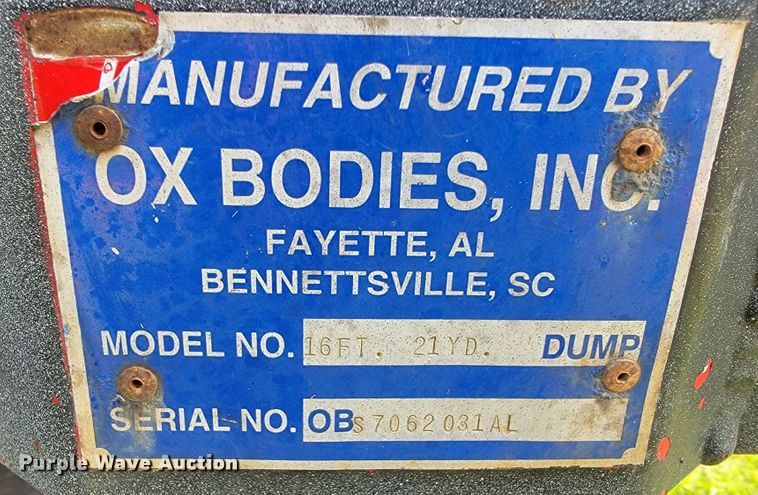 MANUFACTURED BY
OX BODIES, INC.
FAYETTE, AL
BENNETTSVILLE, SC
MODEL NO. 16FT. 21YD. DUMP
SERIAL NO. OBS7062031AL
Purple Wave Auction